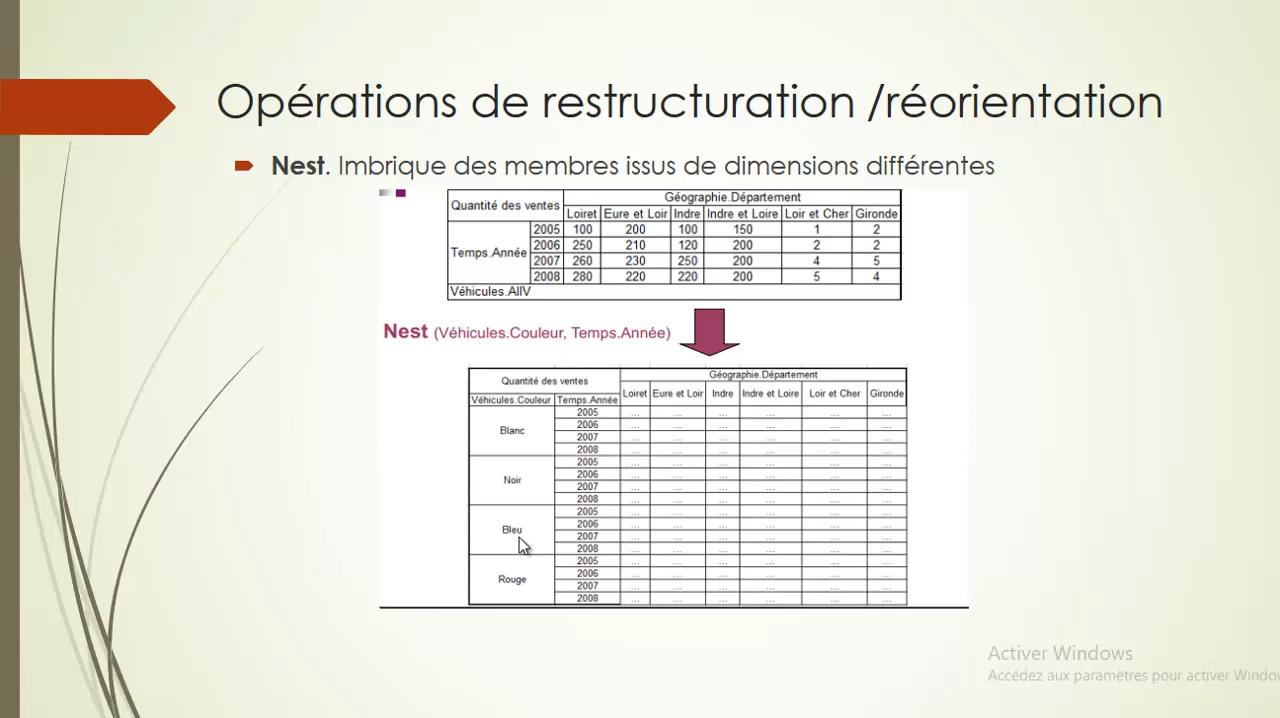 Opérations de restructuration /réorientation
Nest. Imbrique des membres issus de dimensions différentes
Quantité des ventes Géographie.Département
Loiret Eure et Loir Indre Indre et Loire Loir et Cher Gironde
Temps.Année
2005 100 200 100 150 1 2
2006 250 210 120 200 2 2
2007 260 230 250 200 4 5
2008 280 220 220 200 5 4
Véhicules.AllV
Nest (Véhicules.Couleur, Temps.Année)
Quantité des ventes Géographie.Département
Loiret Eure et Loir Indre Indre et Loire Loir et Cher Gironde
Véhicules.Couleur Temps.Année
Blanc
2005 ... ... ... ... ... ...
2006 ... ... ... ... ... ...
2007 ... ... ... ... ... ...
2008 ... ... ... ... ... ...
Noir
2005 ... ... ... ... ... ...
2006 ... ... ... ... ... ...
2007 ... ... ... ... ... ...
2008 ... ... ... ... ... ...
Bleu
2005 ... ... ... ... ... ...
2006 ... ... ... ... ... ...
2007 ... ... ... ... ... ...
2008 ... ... ... ... ... ...
Rouge
2005 ... ... ... ... ... ...
2006 ... ... ... ... ... ...
2007 ... ... ... ... ... ...
2008 ... ... ... ... ... ...
Activer Windows
Accédez aux paramètres pour activer Windo